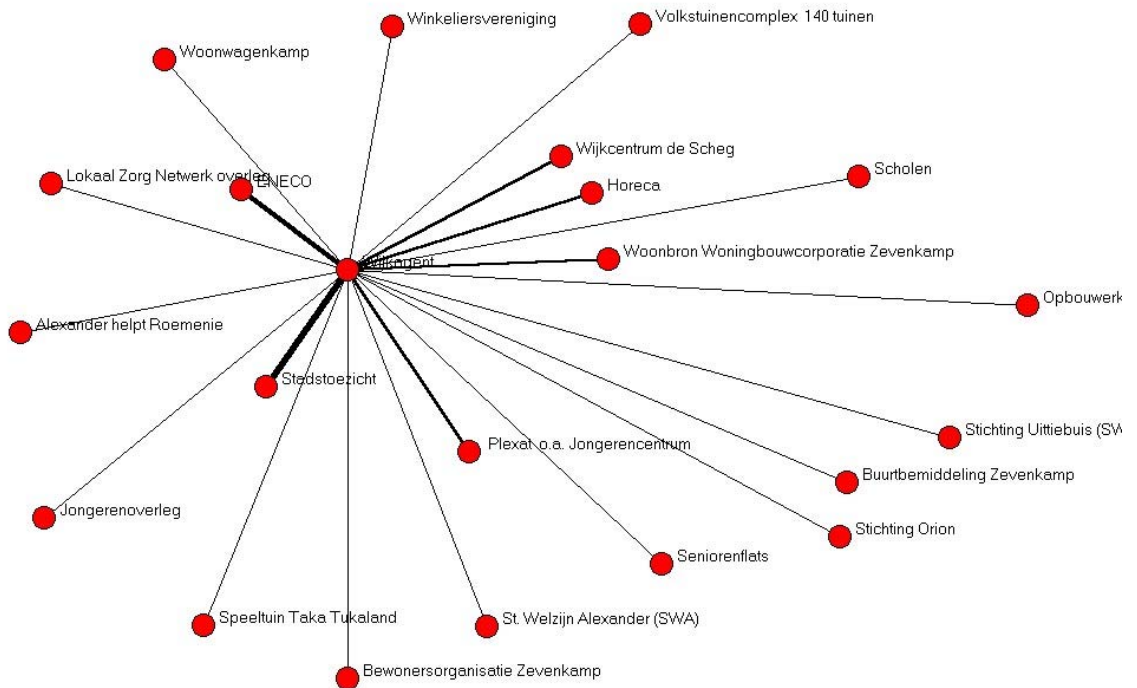 Winkeliersvereniging
Volkstuinencomplex 140 tuinen
Woonwagenkamp
Wijkcentrum de Scheg
Lokaal Zorg Netwerk overleg
ENECO
Scholen
Horeca
Woonbron Woningbouwcorporatie Zevenkamp
Wijkagent
Opbouwerk
Alexander helpt Roemenie
Stadstoezicht
Stichting Uittiebuis (SW
Plexat o.a. Jongerencentrum
Buurtbemiddeling Zevenkamp
Jongerenoverleg
Stichting Orion
Seniorenflats
Speeltuin Taka Tukaland
St. Welzijn Alexander (SWA)
Bewonersorganisatie Zevenkamp